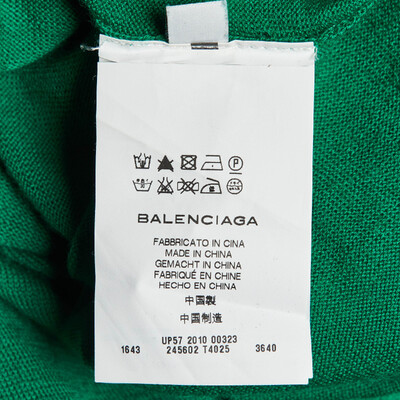 P
BALENCIAGA
FABBRICATO IN CINA
MADE IN CHINA
GEMACHT IN CHINA
FABRIQUÉ EN CHINE
HECHO EN CHINA
中国製
中国制造
UP57 2010 00323
1643 245602 T4025 3640